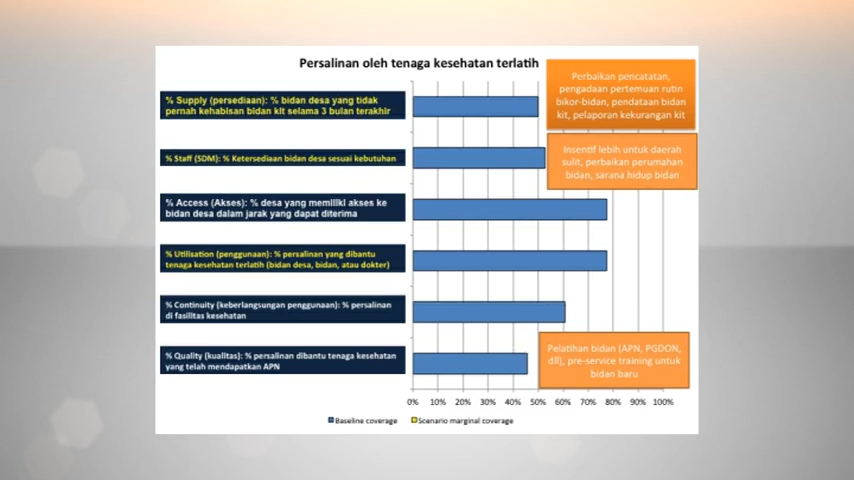 Persalinan oleh tenaga kesehatan terlatih
Perbaikan pencatatan,
pengadaan pertemuan rutin
bikor-bidan, pendataan bidan
kit, pelaporan kekurangan kit
% Supply (persediaan): % bidan desa yang tidak
pernah kehabisan bidan kit selama 3 bulan terakhir
Insentif lebih untuk daerah
sulit, perbaikan perumahan
bidan, sarana hidup bidan
% Staff (SDM): % Ketersediaan bidan desa sesuai kebutuhan
% Access (Akses): % desa yang memiliki akses ke
bidan desa dalam jarak yang dapat diterima
% Utilisation (penggunaan): % persalinan yang dibantu
tenaga kesehatan terlatih (bidan desa, bidan, atau dokter)
% Continuity (keberlangsungan penggunaan): % persalinan
di fasilitas kesehatan
% Quality (kualitas): % persalinan dibantu tenaga kesehatan
yang telah mendapatkan APN
Pelatihan bidan (APN, PGDON,
dll), pre-service training untuk
bidan baru
0% 10% 20% 30% 40% 50% 60% 70% 80% 90% 100%
Baseline coverage Scenario marginal coverage